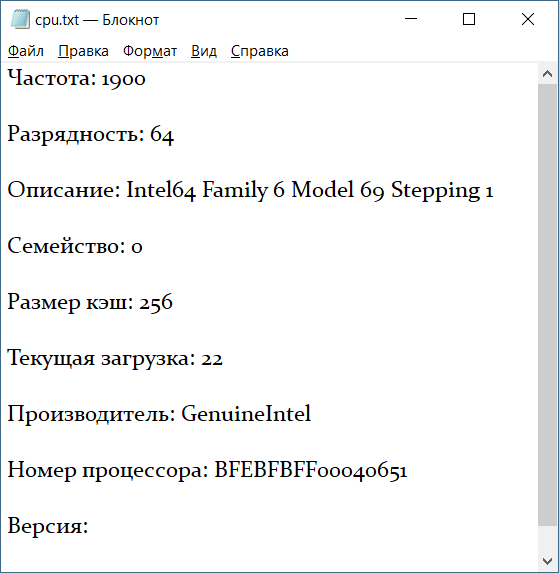 cpu.txt — Блокнот
Файл Правка Формат Вид Справка
Частота: 1900
Разрядность: 64
Описание: Intel64 Family 6 Model 69 Stepping 1
Семейство: 0
Размер кэш: 256
Текущая загрузка: 22
Производитель: GenuineIntel
Номер процессора: BFEBFBFF00040651
Версия: